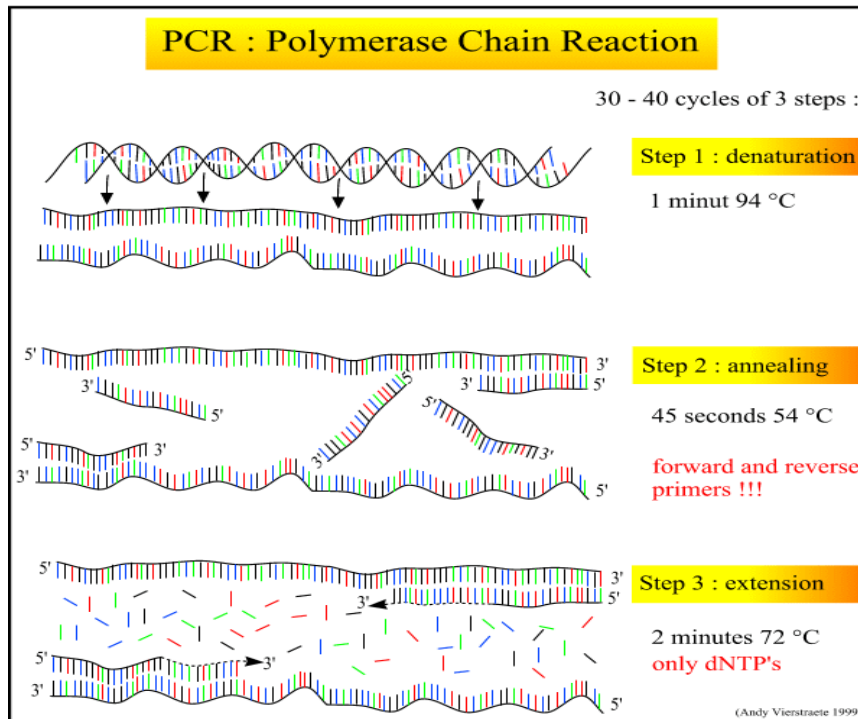 PCR : Polymerase Chain Reaction
30 - 40 cycles of 3 steps :
Step 1 : denaturation
1 minut 94 °C
5'
3'
Step 2 : annealing
3'
5'
3'
5'
5'
45 seconds 54 °C
5'
3'
3'
3'
forward and reverse
3'
5'
primers !!!
5'
3'
Step 3 : extension
3'
5'
2 minutes 72 °C
5'
3'
only dNTP's
3'
5'
(Andy Vierstraete 1999